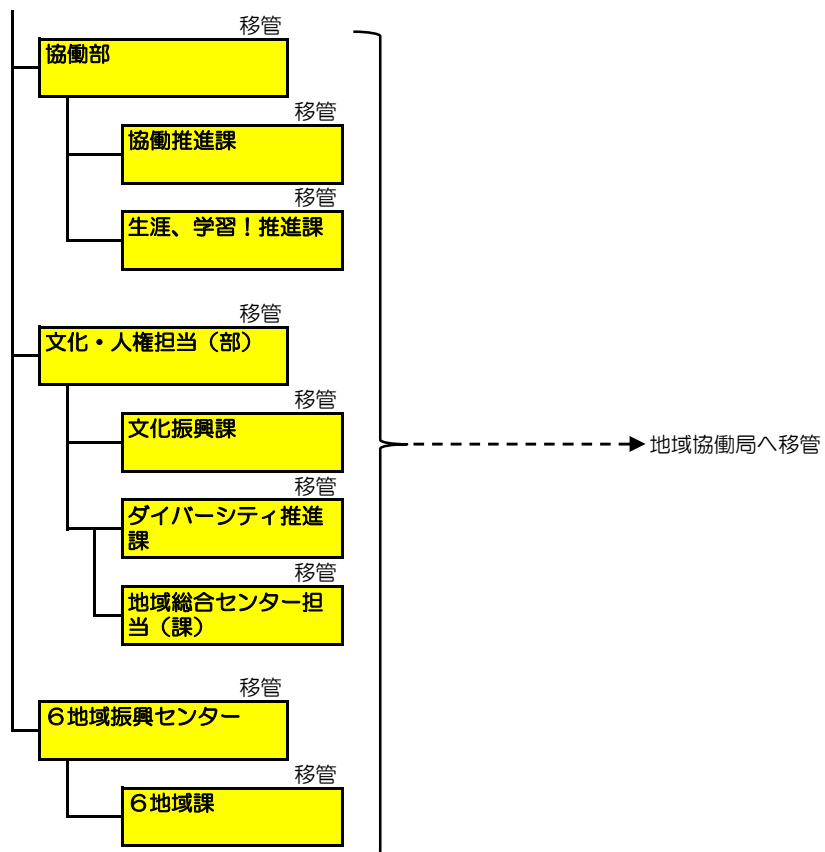 移管
協働部
移管
協働推進課
移管
生涯、学習！推進課
移管
文化・人権担当（部）
移管
文化振興課
地域協働局へ移管
移管
ダイバーシティ推進
課
移管
地域総合センター担
当（課）
移管
６地域振興センター
移管
６地域課